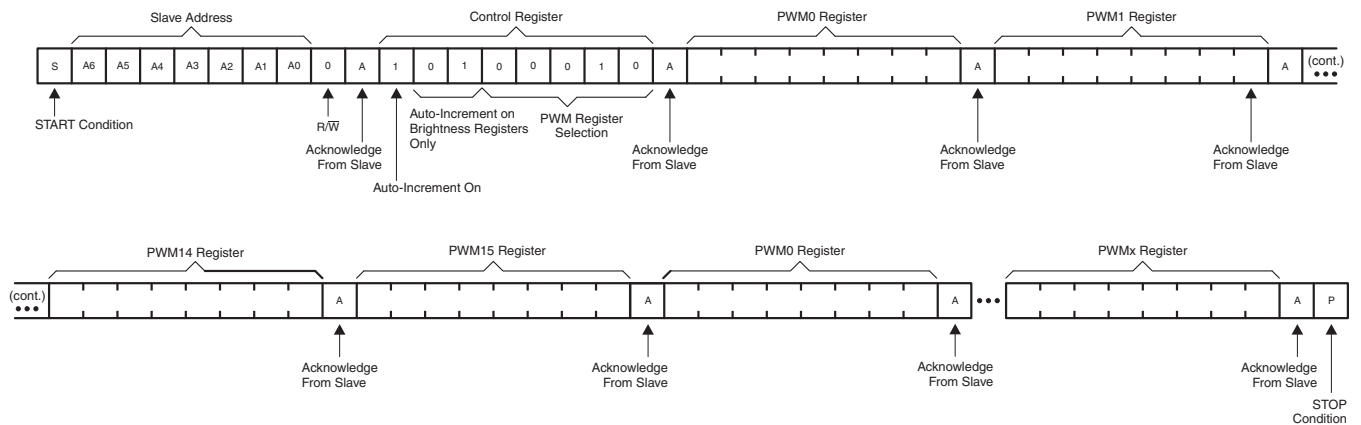 Slave Address Control Register PWM0 Register PWM1 Register
S A6 A5 A4 A3 A2 A1 A0 0 A 1 0 1 0 0 0 1 0 A A A (cont.)
START Condition
R/W̅
Acknowledge
From Slave
Auto-Increment On
Auto-Increment on
Brightness Registers
Only
PWM Register
Selection
Acknowledge
From Slave
Acknowledge
From Slave
Acknowledge
From Slave
PWM14 Register PWM15 Register PWM0 Register PWMx Register
(cont.) A A A A P
Acknowledge
From Slave
Acknowledge
From Slave
Acknowledge
From Slave
Acknowledge
From Slave
STOP
Condition